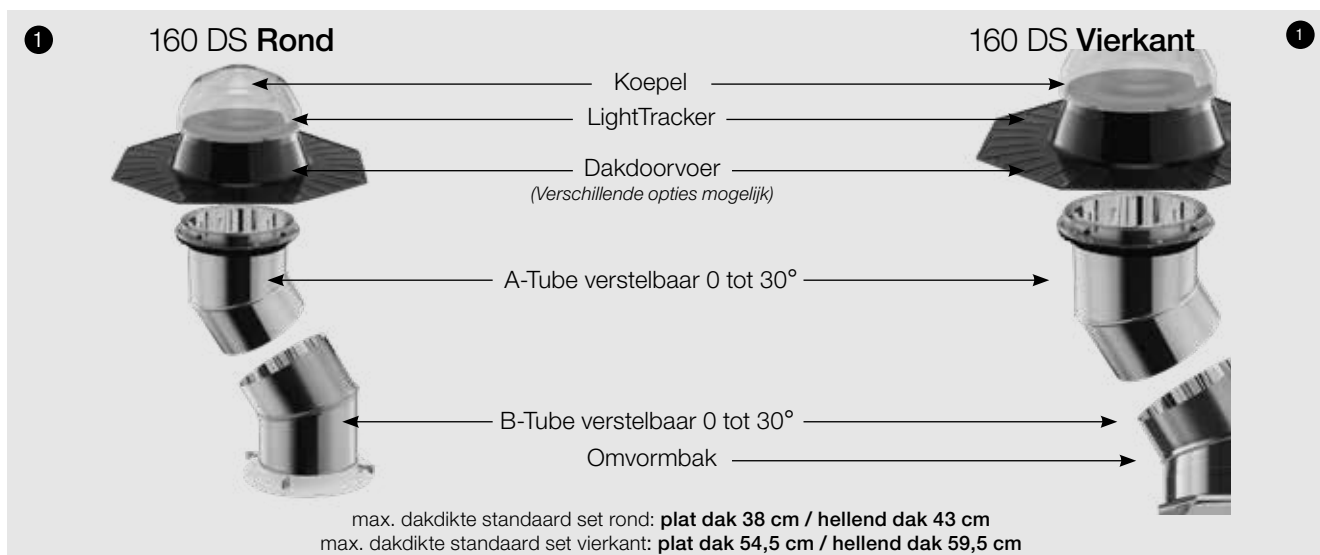 1
160 DS Rond
160 DS Vierkant
1
Koepel
LightTracker
Dakdoorvoer
(Verschillende opties mogelijk)
A-Tube verstelbaar 0 tot 30°
B-Tube verstelbaar 0 tot 30°
Omvormbak
max. dakdikte standaard set rond: plat dak 38 cm / hellend dak 43 cm
max. dakdikte standaard set vierkant: plat dak 54,5 cm / hellend dak 59,5 cm